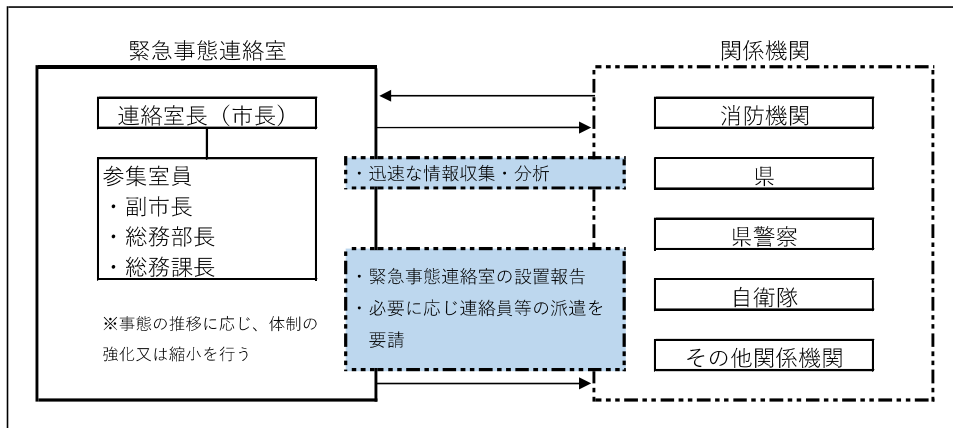 緊急事態連絡室
連絡室長（市長）
参集室員
・副市長
・総務部長
・総務課長
※事態の推移に応じ、体制の
強化又は縮小を行う
・迅速な情報収集・分析
・緊急事態連絡室の設置報告
・必要に応じ連絡員等の派遣を
要請
関係機関
消防機関
県
県警察
自衛隊
その他関係機関